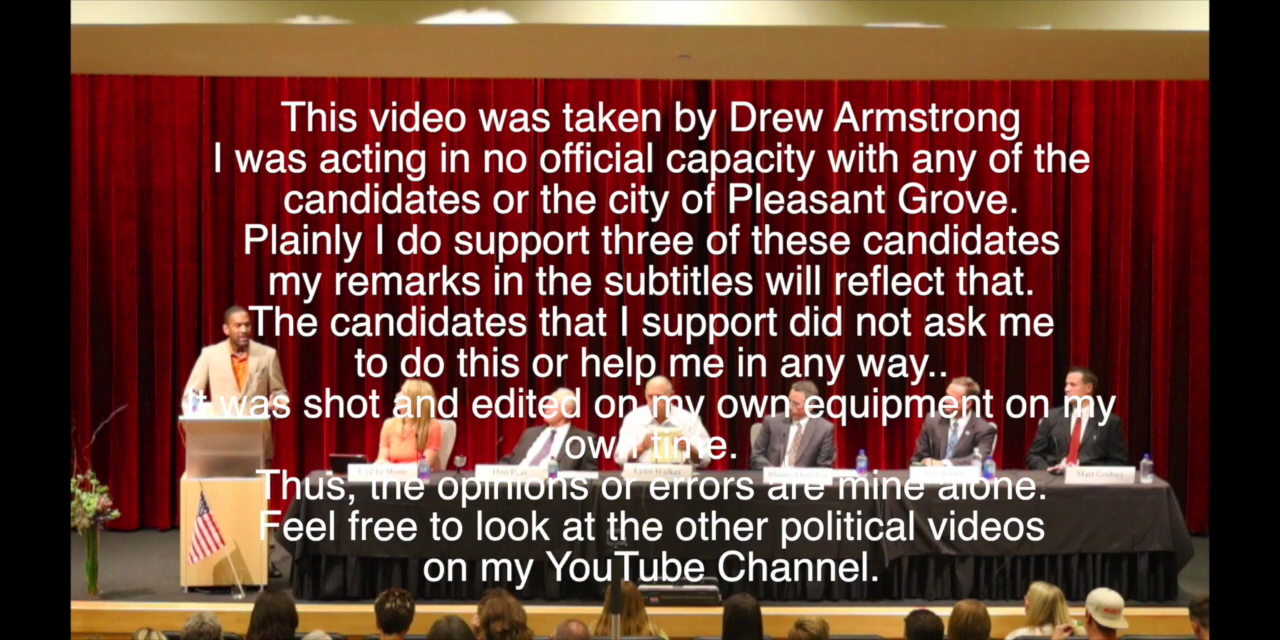 This video was taken by Drew Armstrong
I was acting in no official capacity with any of the
candidates or the city of Pleasant Grove.
Plainly I do support three of these candidates
my remarks in the subtitles will reflect that.
The candidates that I support did not ask me
to do this or help me in any way..
It was shot and edited on my own equipment on my
own time.
Thus, the opinions or errors are mine alone.
Feel free to look at the other political videos
on my YouTube Channel.
Lynn Walker
Matt Godsey